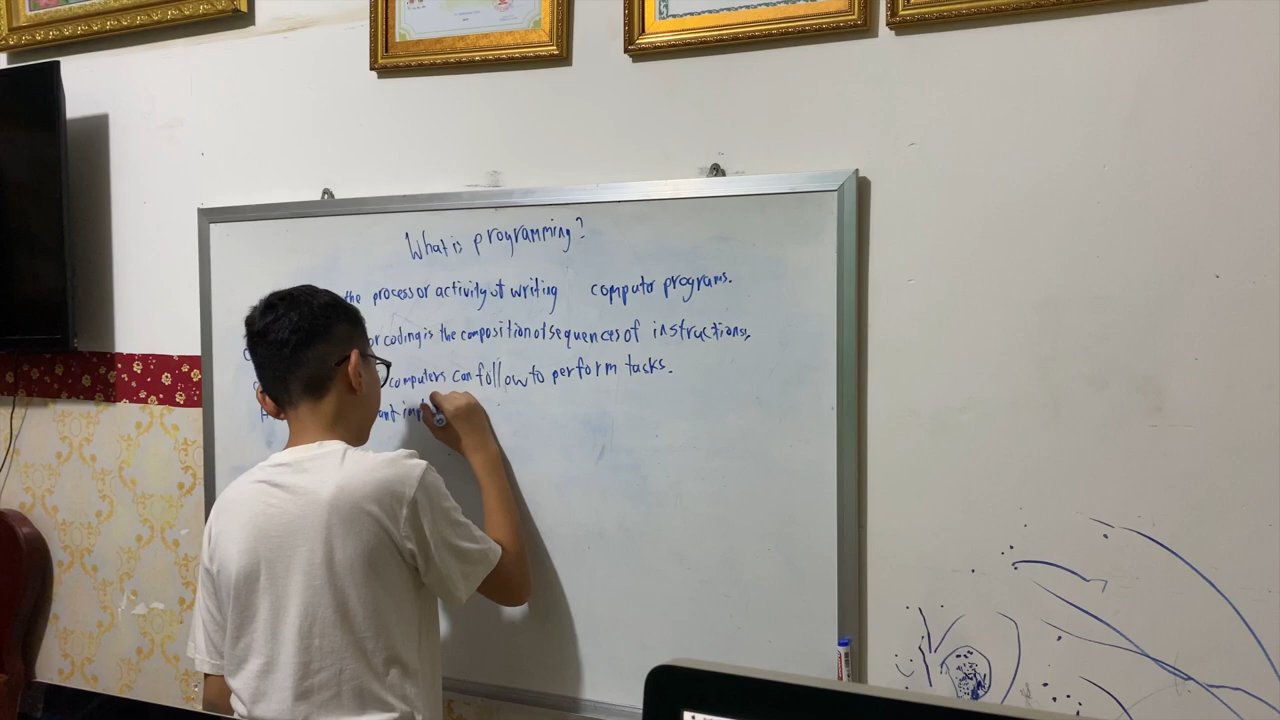 What is programming?
the process or activity of writing computer programs.
or coding is the composition of sequences of instructions,
computers can follow to perform tasks.